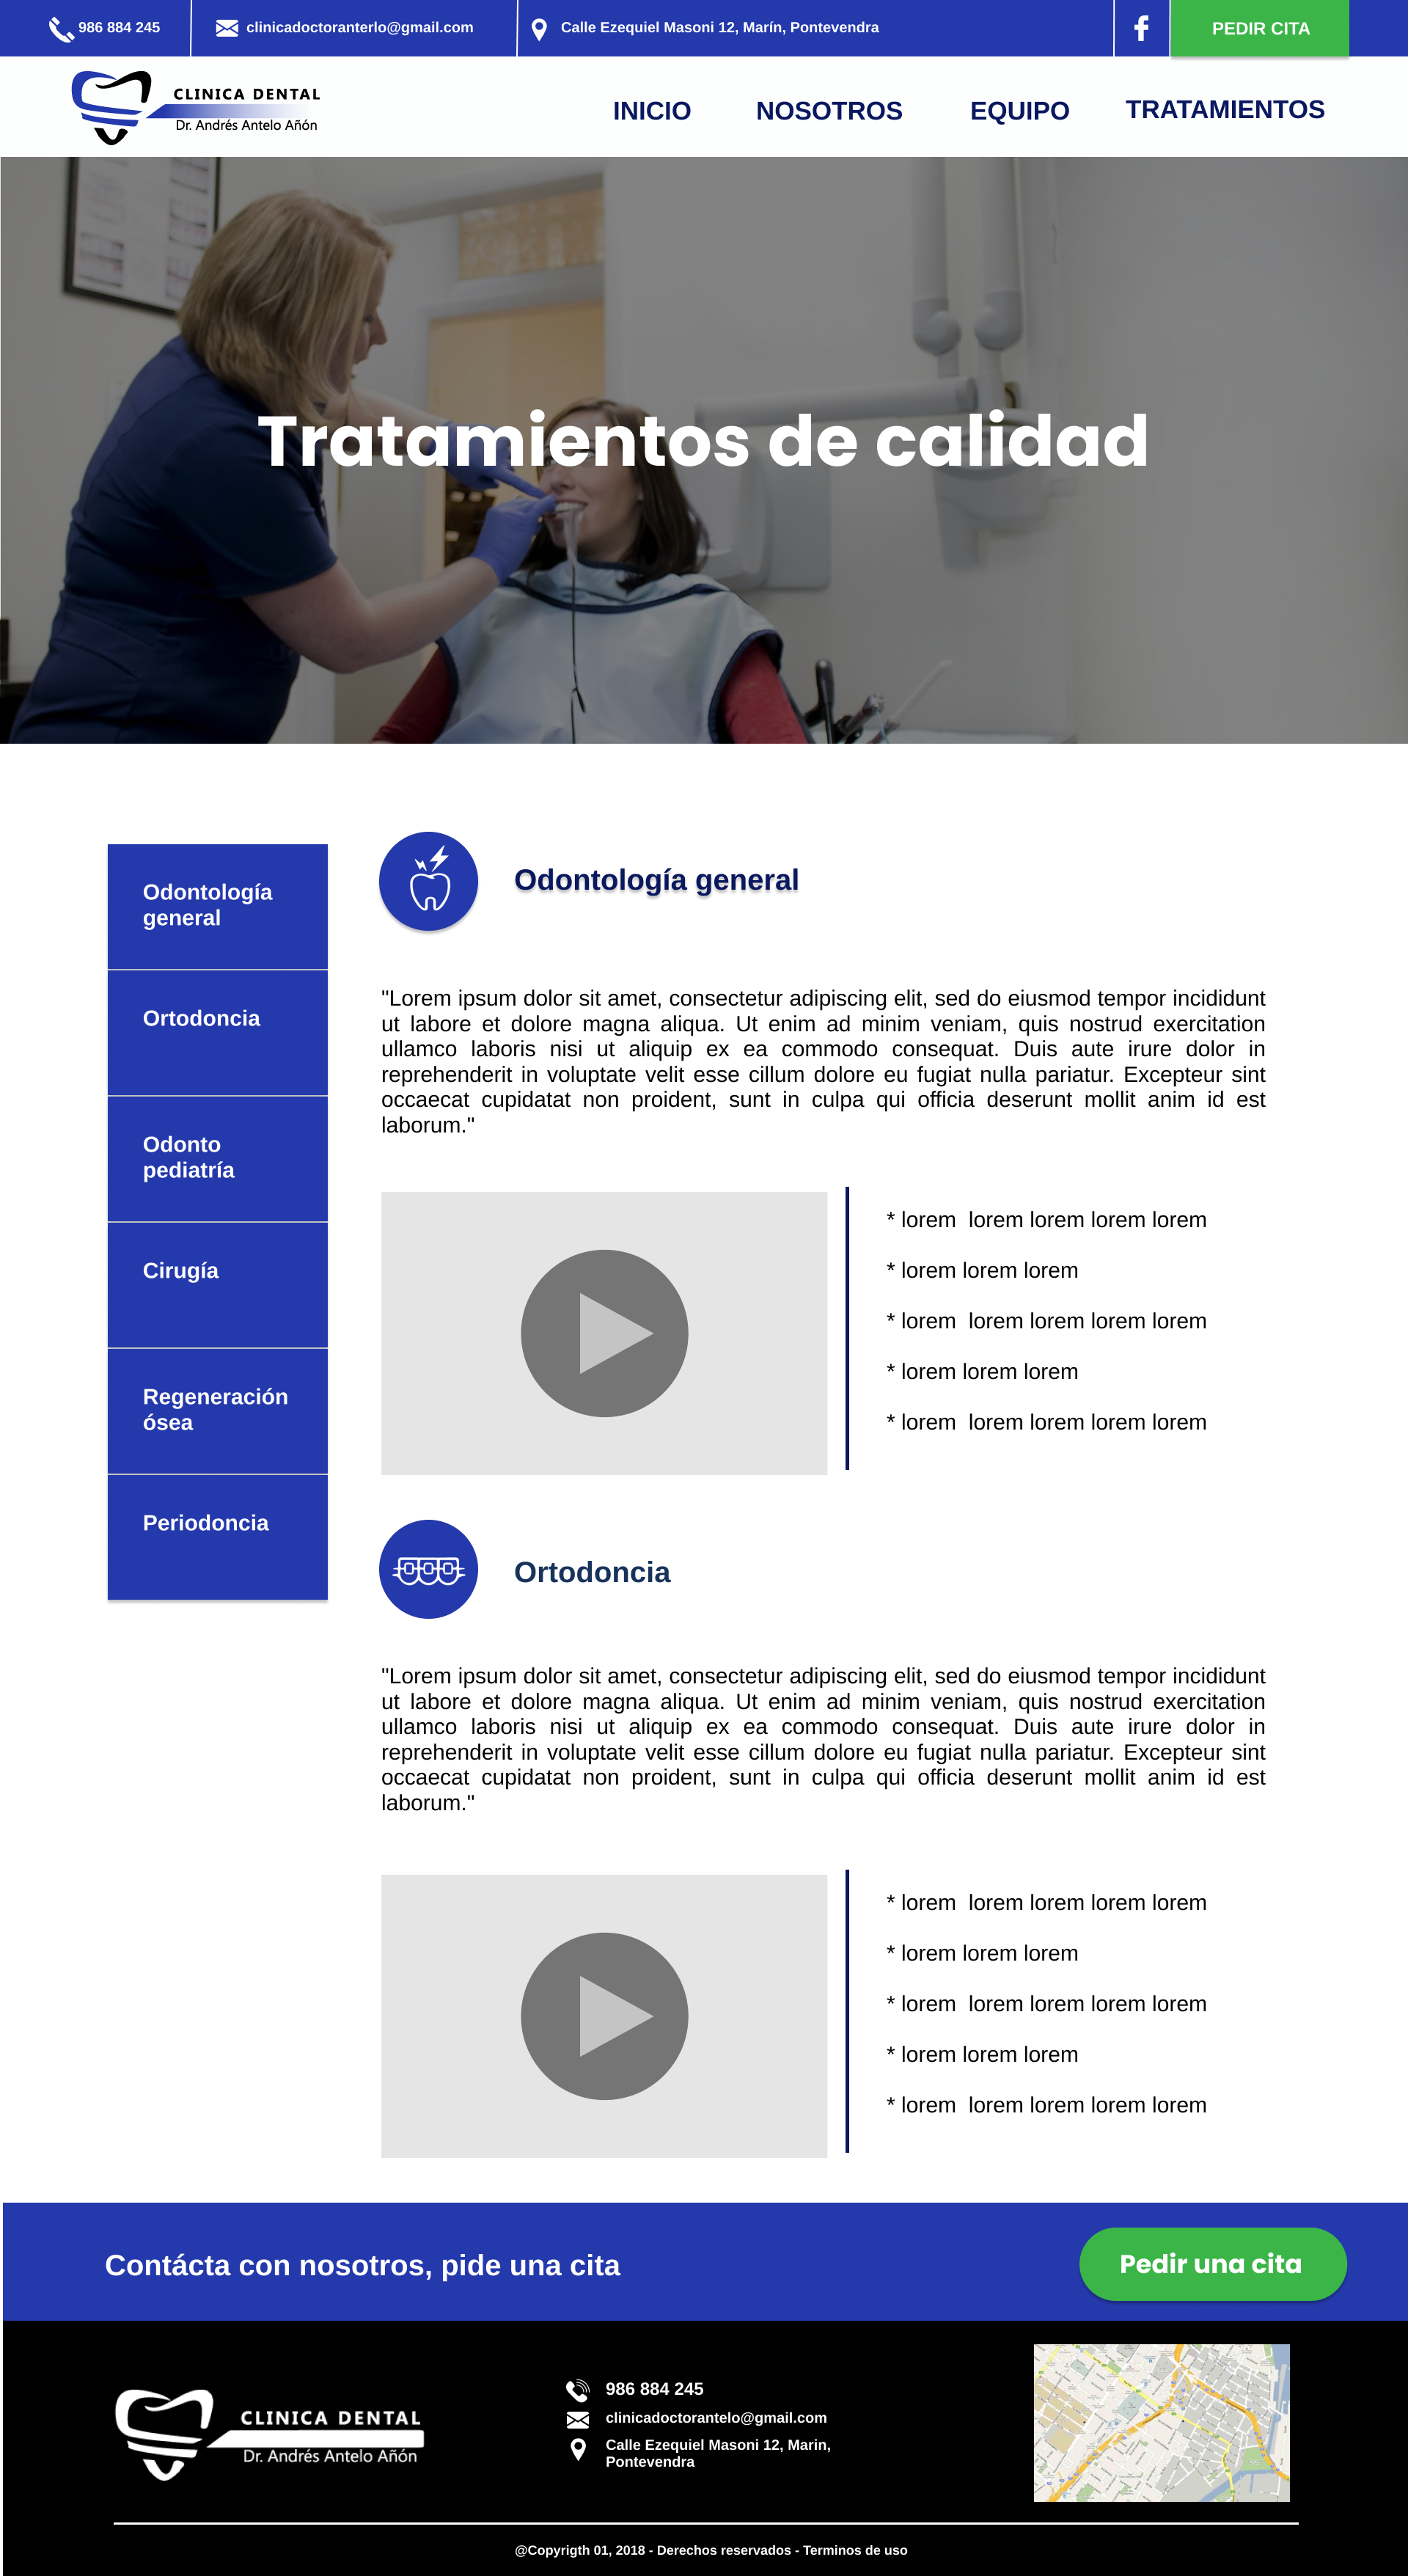 986 884 245
clinicadoctoranterlo@gmail.com
Calle Ezequiel Masoni 12, Marín, Pontevendra
f
PEDIR CITA
CLINICA DENTAL
Dr. Andrés Antelo Añón
INICIO
NOSOTROS
EQUIPO
TRATAMIENTOS
Tratamientos de calidad
Odontología
general
Ortodoncia
Odonto
pediatría
Cirugía
Regeneración
ósea
Periodoncia
Odontología general
"Lorem ipsum dolor sit amet, consectetur adipiscing elit, sed do eiusmod tempor incididunt
ut labore et dolore magna aliqua. Ut enim ad minim veniam, quis nostrud exercitation
ullamco laboris nisi ut aliquip ex ea commodo consequat. Duis aute irure dolor in
reprehenderit in voluptate velit esse cillum dolore eu fugiat nulla pariatur. Excepteur sint
occaecat cupidatat non proident, sunt in culpa qui officia deserunt mollit anim id est
laborum."
* lorem  lorem lorem lorem lorem
* lorem lorem lorem
* lorem  lorem lorem lorem lorem
* lorem lorem lorem
* lorem  lorem lorem lorem lorem
Ortodoncia
"Lorem ipsum dolor sit amet, consectetur adipiscing elit, sed do eiusmod tempor incididunt
ut labore et dolore magna aliqua. Ut enim ad minim veniam, quis nostrud exercitation
ullamco laboris nisi ut aliquip ex ea commodo consequat. Duis aute irure dolor in
reprehenderit in voluptate velit esse cillum dolore eu fugiat nulla pariatur. Excepteur sint
occaecat cupidatat non proident, sunt in culpa qui officia deserunt mollit anim id est
laborum."
* lorem  lorem lorem lorem lorem
* lorem lorem lorem
* lorem  lorem lorem lorem lorem
* lorem lorem lorem
* lorem  lorem lorem lorem lorem
Contácta con nosotros, pide una cita
Pedir una cita
CLINICA DENTAL
Dr. Andrés Antelo Añón
986 884 245
clinicadoctorantelo@gmail.com
Calle Ezequiel Masoni 12, Marin,
Pontevendra
@Copyrigth 01, 2018 - Derechos reservados - Terminos de uso